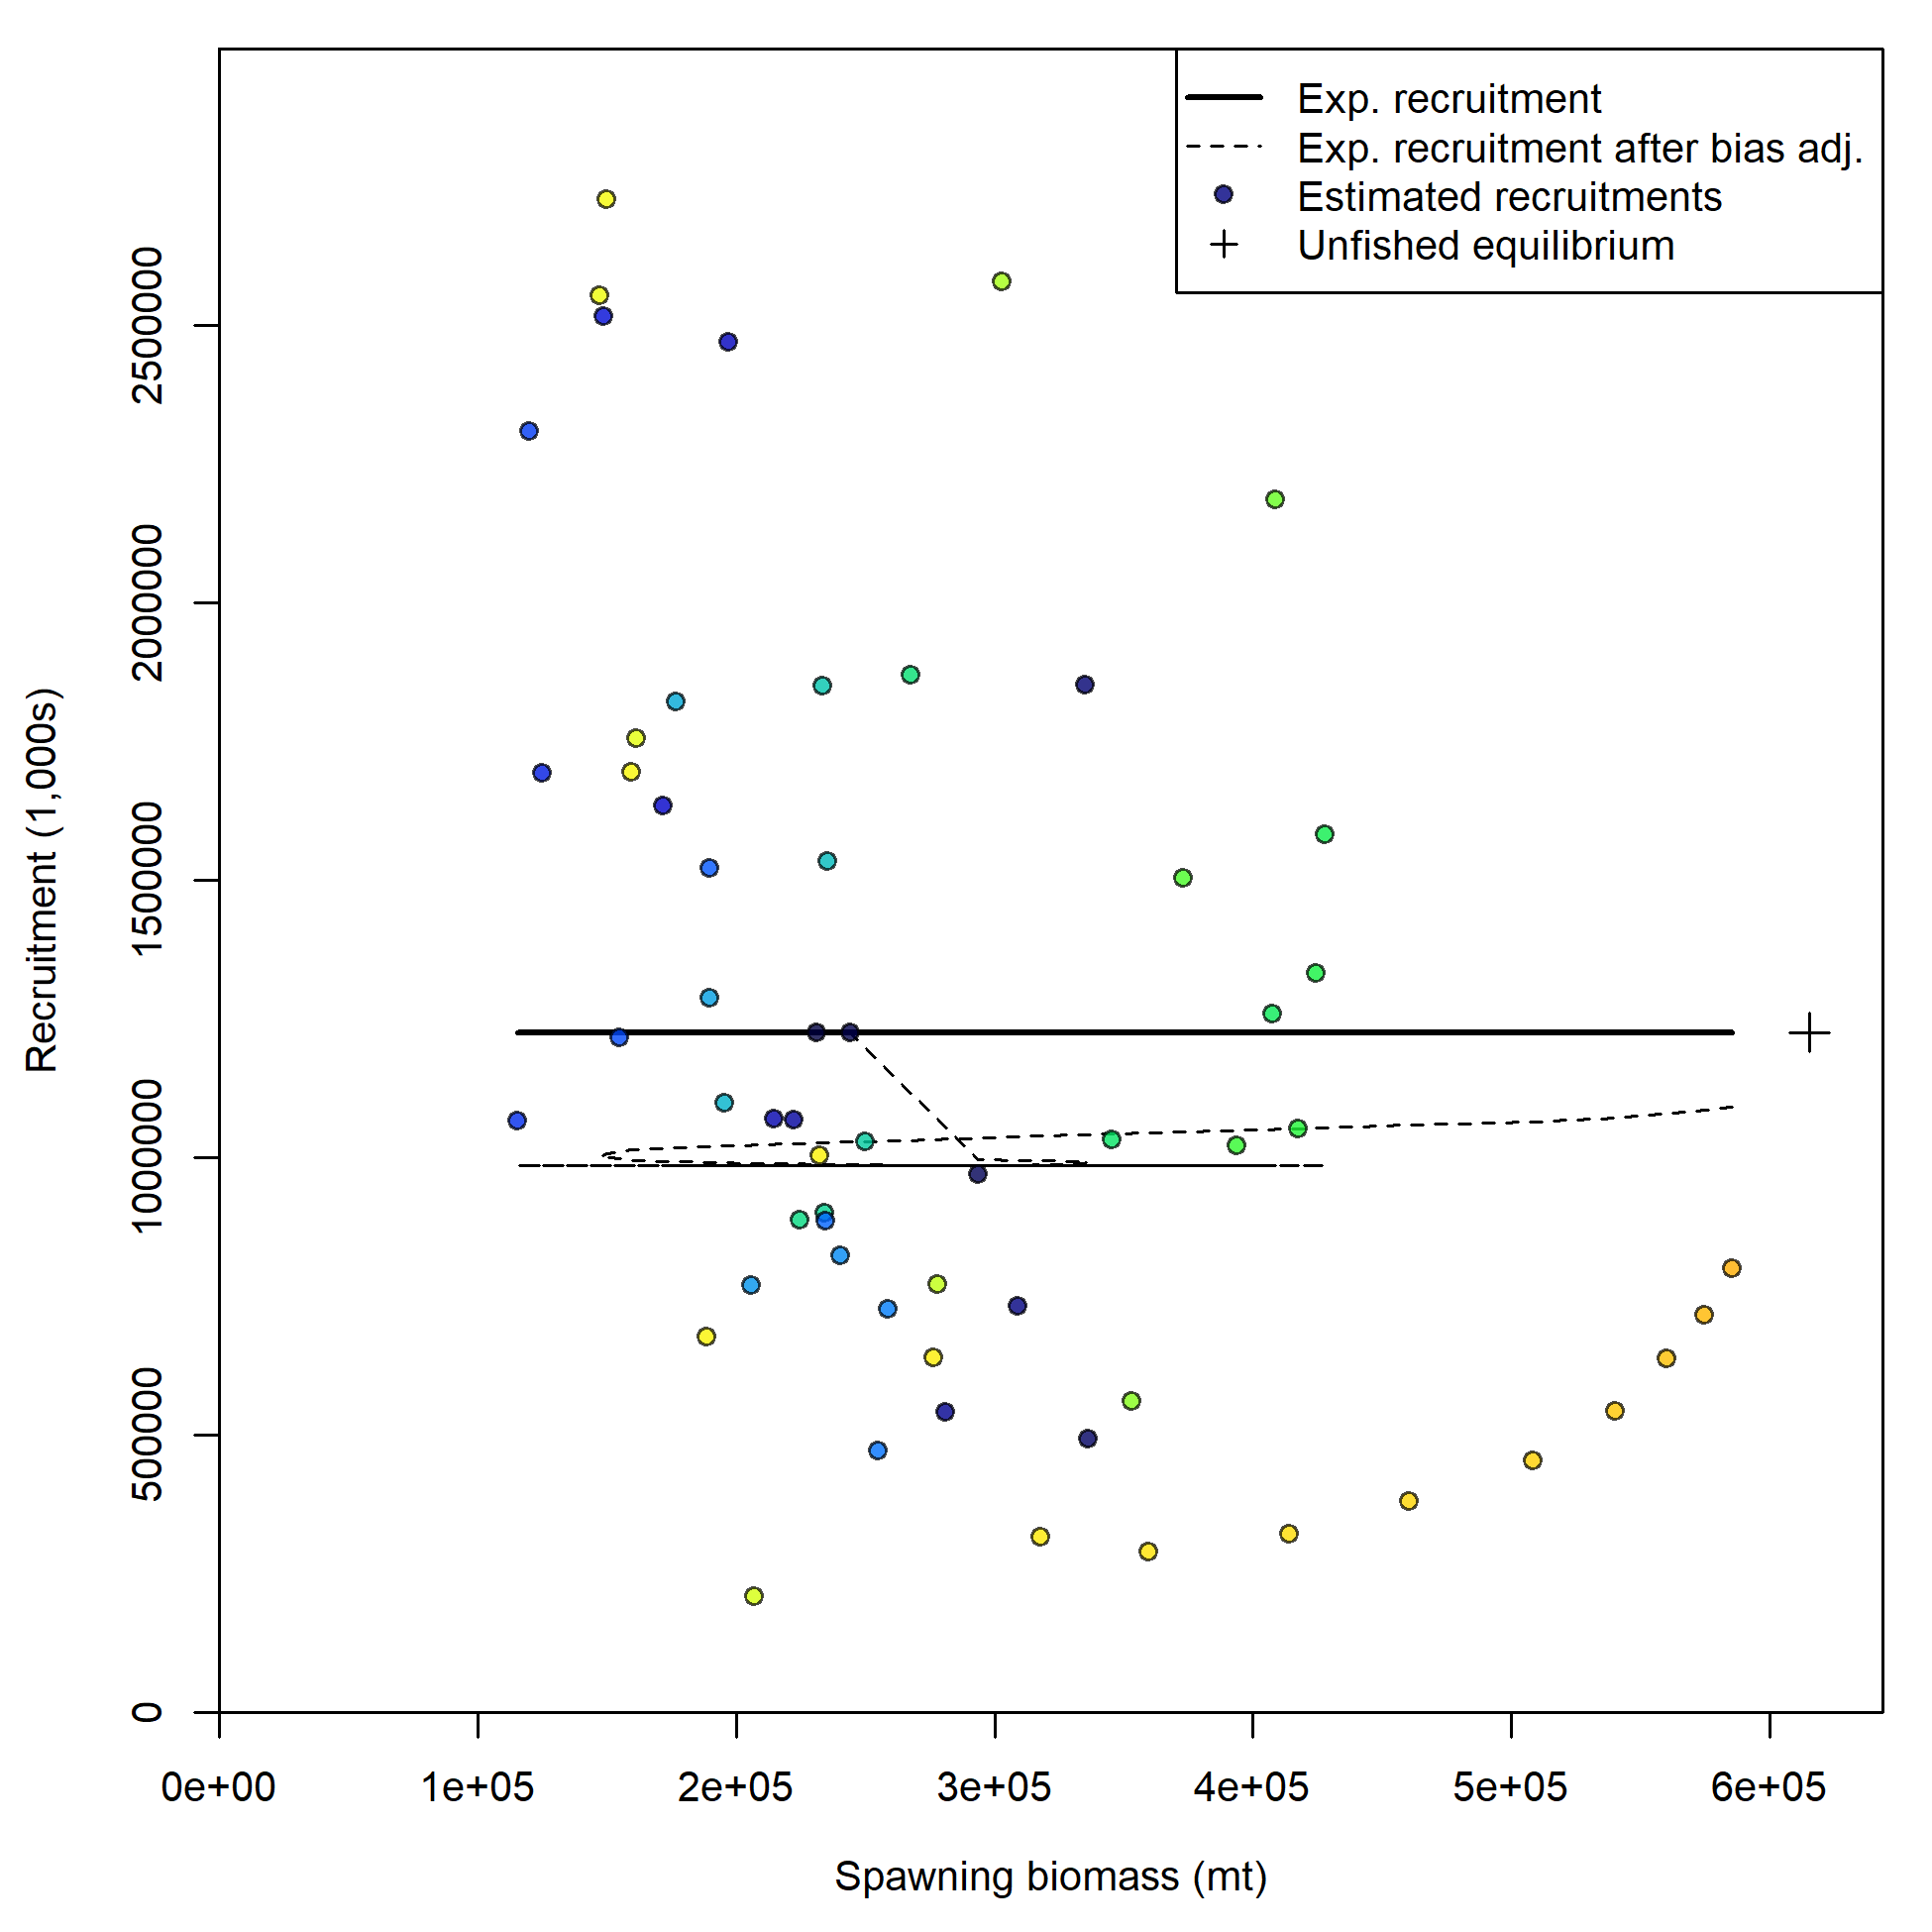 Exp. recruitment
Exp. recruitment after bias adj.
Estimated recruitments
Unfished equilibrium
Recruitment (1,000s)
2500000
2000000
1500000
1000000
500000
0
0e+00 1e+05 2e+05 3e+05 4e+05 5e+05 6e+05
Spawning biomass (mt)